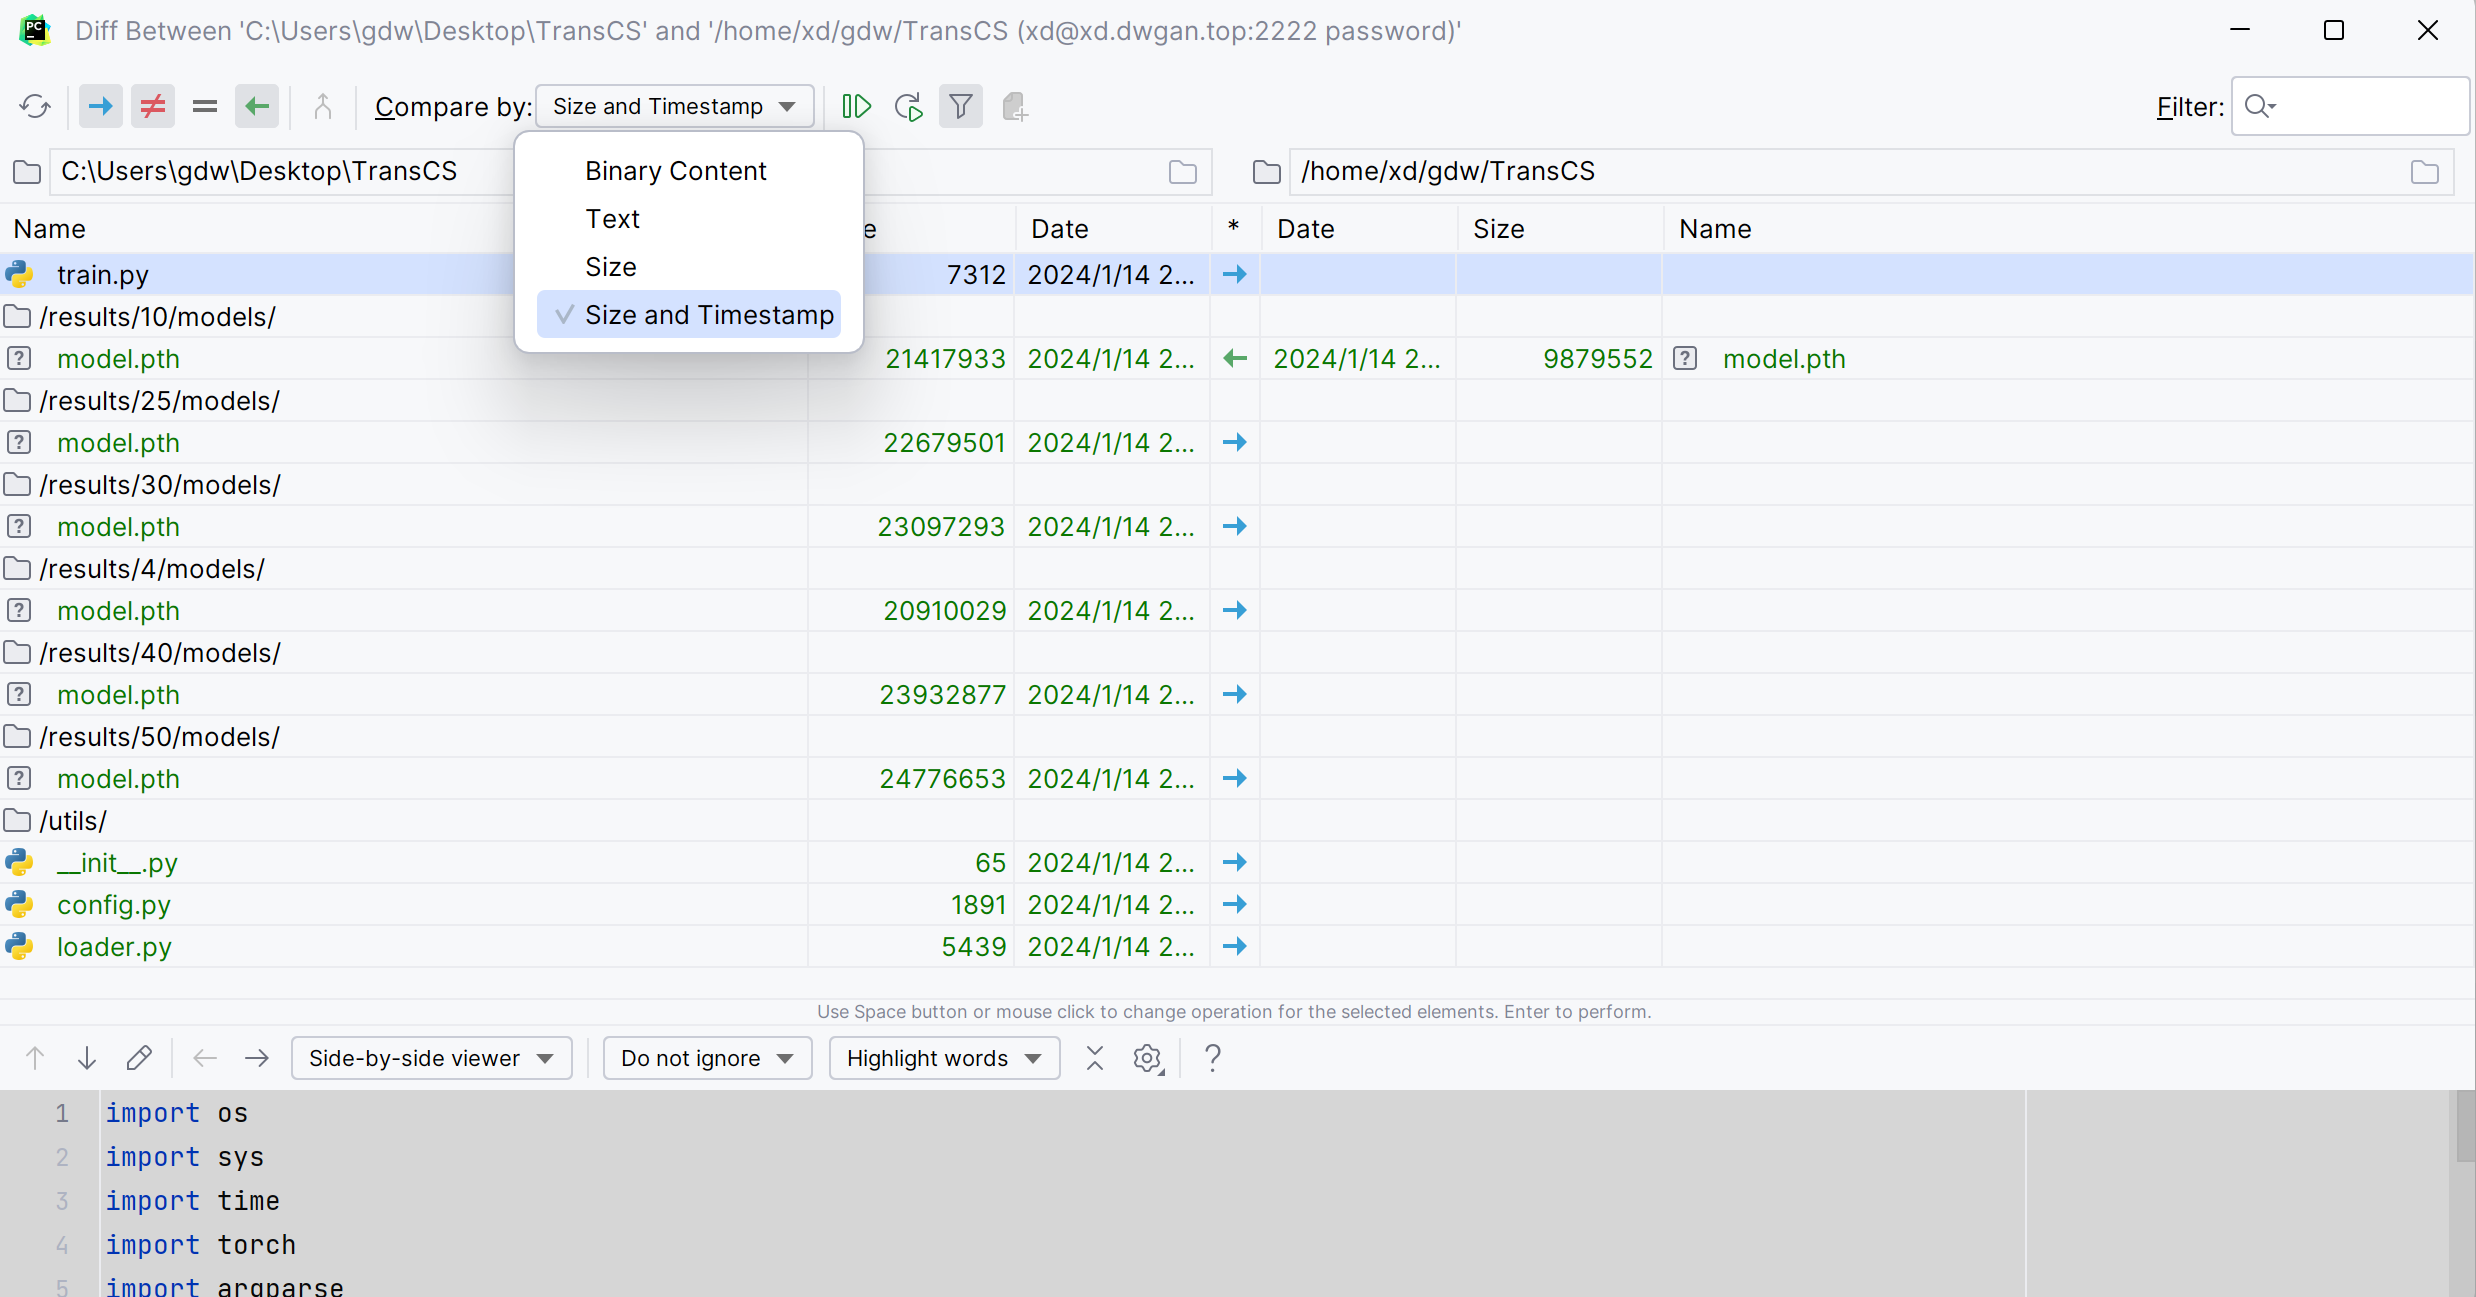 PC
Diff Between 'C:\Users\gdw\Desktop\TransCS' and '/home/xd/gdw/TransCS (xd@xd.dwgan.top:2222 password)'
Compare by: Size and Timestamp Filter:
Binary Content
Text
Size
Size and Timestamp
C:\Users\gdw\Desktop\TransCS /home/xd/gdw/TransCS
Name e Date * Date Size Name
train.py 7312 2024/1/14 2...
/results/10/models/
model.pth 21417933 2024/1/14 2... 2024/1/14 2... 9879552 model.pth
/results/25/models/
model.pth 22679501 2024/1/14 2...
/results/30/models/
model.pth 23097293 2024/1/14 2...
/results/4/models/
model.pth 20910029 2024/1/14 2...
/results/40/models/
model.pth 23932877 2024/1/14 2...
/results/50/models/
model.pth 24776653 2024/1/14 2...
/utils/
__init__.py 65 2024/1/14 2...
config.py 1891 2024/1/14 2...
loader.py 5439 2024/1/14 2...
Use Space button or mouse click to change operation for the selected elements. Enter to perform.
Side-by-side viewer Do not ignore Highlight words ?
1 import os
2 import sys
3 import time
4 import torch
5 import argparse